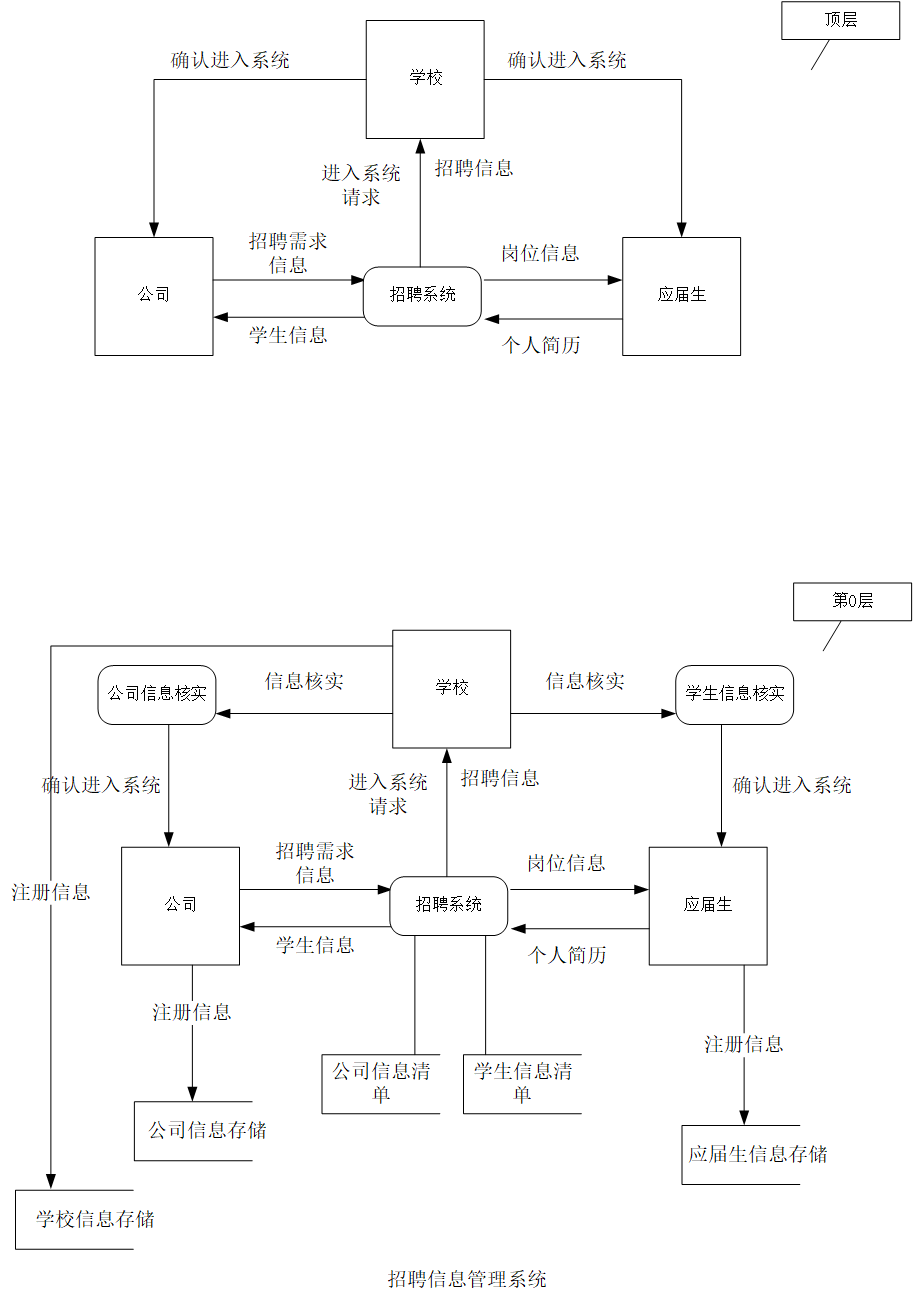 顶层
确认进入系统
学校
确认进入系统
进入系统
请求
招聘信息
公司
招聘需求
信息
招聘系统
岗位信息
应届生
学生信息
个人简历
第0层
公司信息核实
信息核实
学校
信息核实
学生信息核实
确认进入系统
进入系统
请求
招聘信息
确认进入系统
注册信息
公司
招聘需求
信息
招聘系统
岗位信息
应届生
学生信息
个人简历
注册信息
注册信息
公司信息清
单
学生信息清
单
公司信息存储
应届生信息存储
学校信息存储
招聘信息管理系统